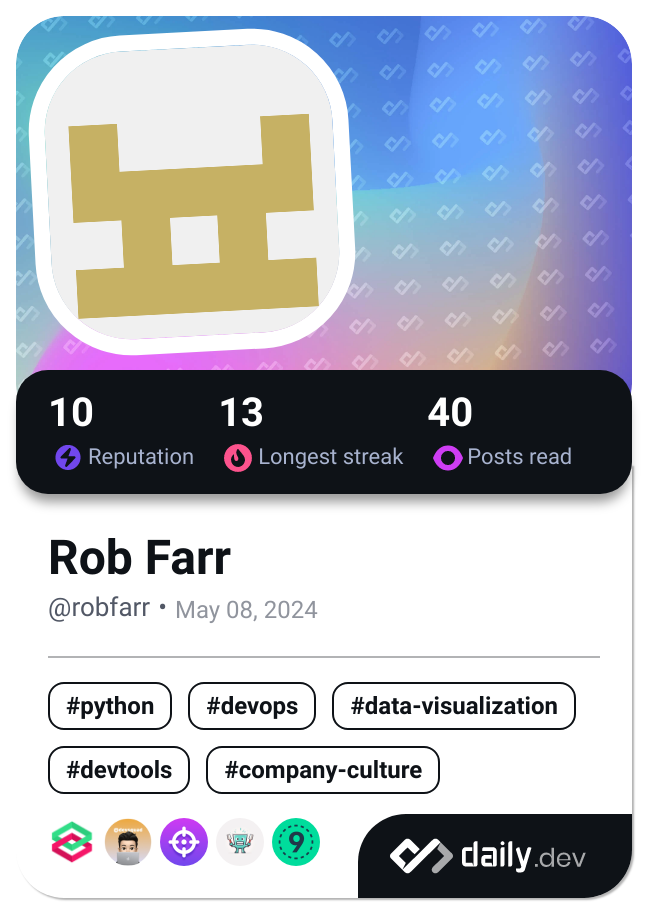 10 13 40
Reputation Longest streak Posts read
Rob Farr
@robfarr • May 08, 2024
#python #devops #data-visualization
#devtools #company-culture
9
daily.dev